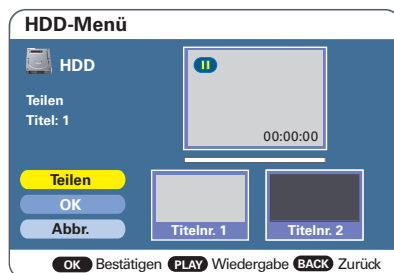 HDD-Menü
HDD
Teilen
Titel: 1
00:00:00
Teilen
OK
Abbr.
Titelnr. 1
Titelnr. 2
OK Bestätigen PLAY Wiedergabe BACK Zurück